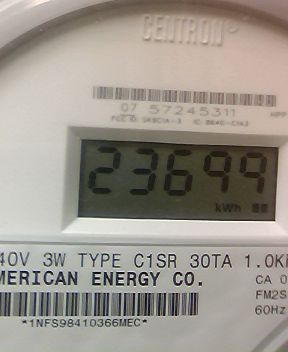 CENTRON®
07 57245311
23699
kWh
40V 3W TYPE C1SR 30TA 1.0K
MERICAN ENERGY CO. CA 0
FM2S
60Hz
*1NFS98410366MEC*